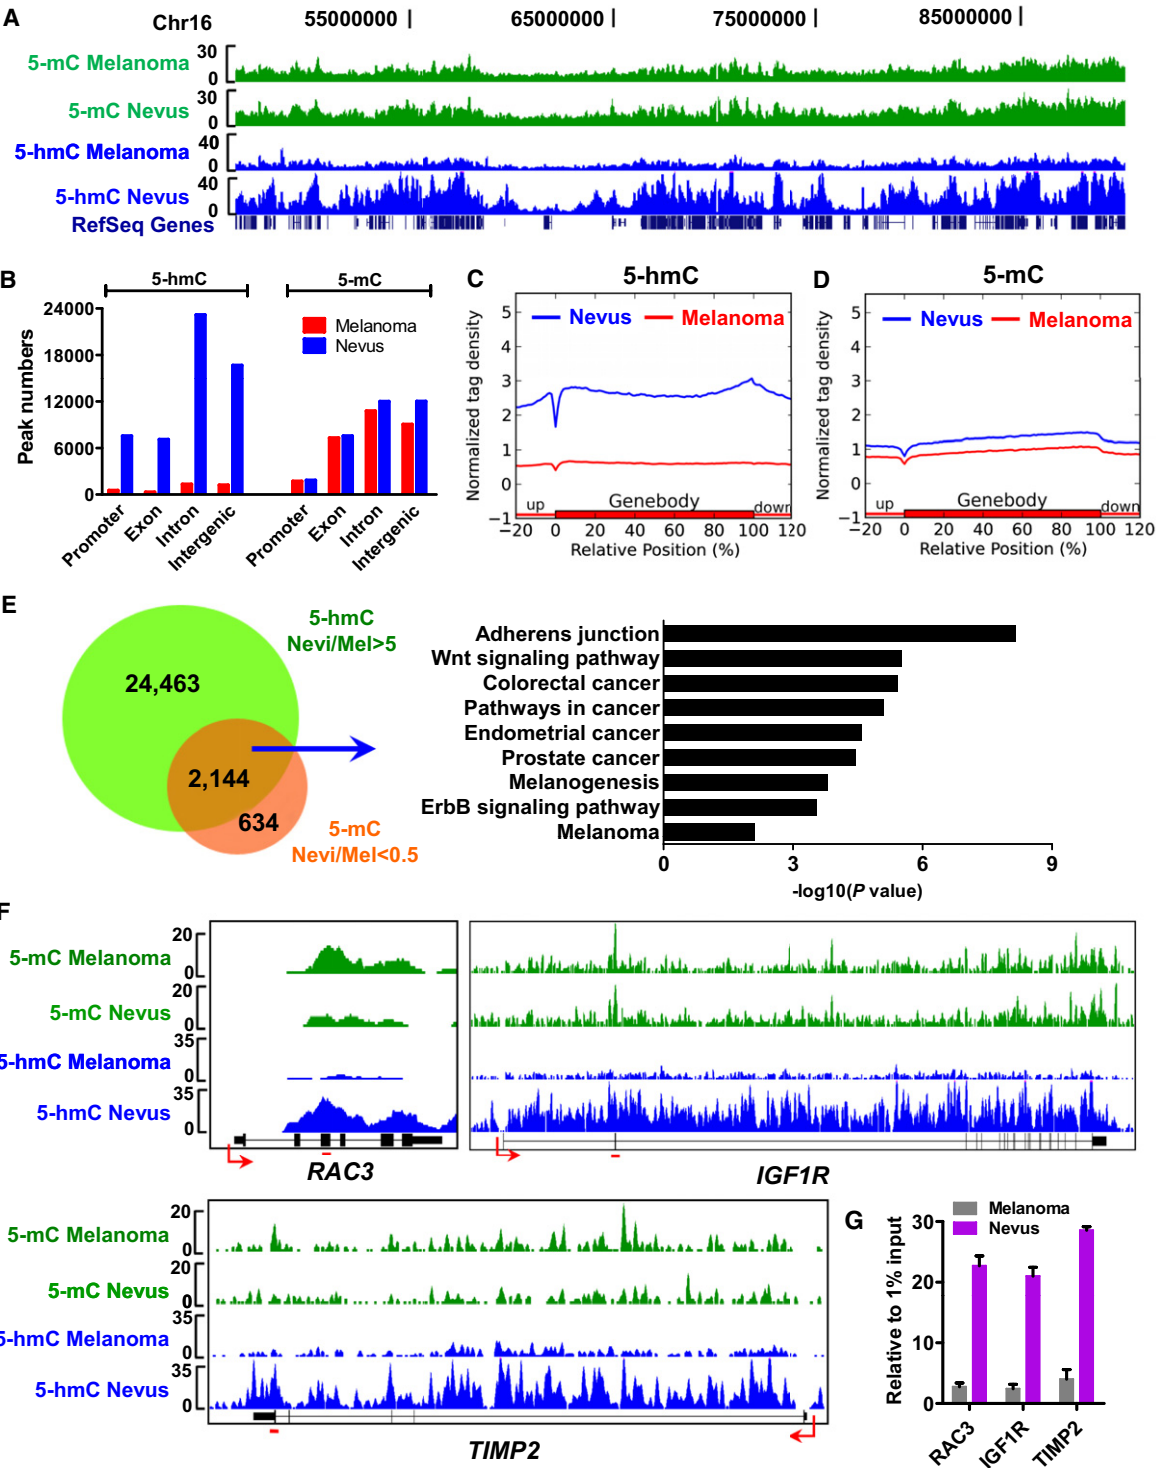 A
Chr16
55000000
65000000
75000000
85000000
5-mC Melanoma
30
0
5-mC Nevus
30
0
5-hmC Melanoma
40
0
5-hmC Nevus
40
0
RefSeq Genes
B
5-hmC
5-mC
Peak numbers
24000
18000
12000
6000
0
Melanoma
Nevus
Promoter
Exon
Intron
Intergenic
Promoter
Exon
Intron
Intergenic
C
5-hmC
Normalized tag density
5
4
3
2
1
0
−1
Nevus
Melanoma
up
Genebody
down
−20 0 20 40 60 80 100 120
Relative Position (%)
D
5-mC
Normalized tag density
5
4
3
2
1
0
−1
Nevus
Melanoma
up
Genebody
down
−20 0 20 40 60 80 100 120
Relative Position (%)
E
24,463
2,144
634
5-hmC
Nevi/Mel>5
5-mC
Nevi/Mel<0.5
Adherens junction
Wnt signaling pathway
Colorectal cancer
Pathways in cancer
Endometrial cancer
Prostate cancer
Melanogenesis
ErbB signaling pathway
Melanoma
0 3 6 9
-log10(P value)
F
5-mC Melanoma
20
0
5-mC Nevus
20
0
5-hmC Melanoma
35
0
5-hmC Nevus
35
0
RAC3
IGF1R
5-mC Melanoma
20
0
5-mC Nevus
20
0
5-hmC Melanoma
35
0
5-hmC Nevus
35
0
TIMP2
G
Melanoma
Nevus
Relative to 1% input
30
20
10
0
RAC3
IGF1R
TIMP2